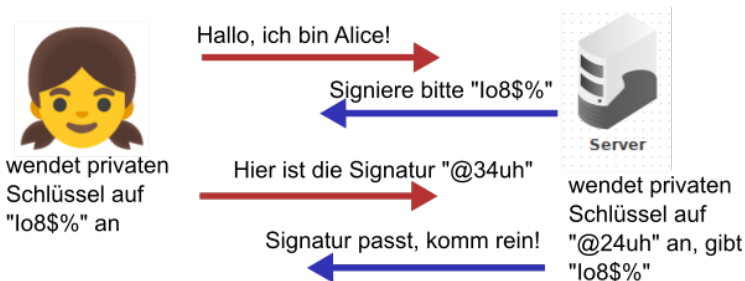 Hallo, ich bin Alice!
Signiere bitte "Io8$%"
Server
wendet privaten
Schlüssel auf
"Io8$%" an
Hier ist die Signatur "@34uh"
wendet privaten
Schlüssel auf
"@24uh" an, gibt
"Io8$%"
Signatur passt, komm rein!